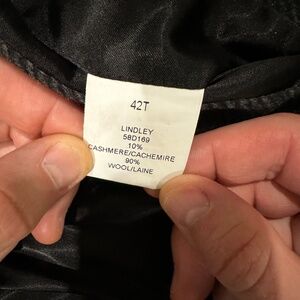 42T
LINDLEY
58D169
10%
CASHMERE/CACHEMIRE
90%
WOOL/LAINE